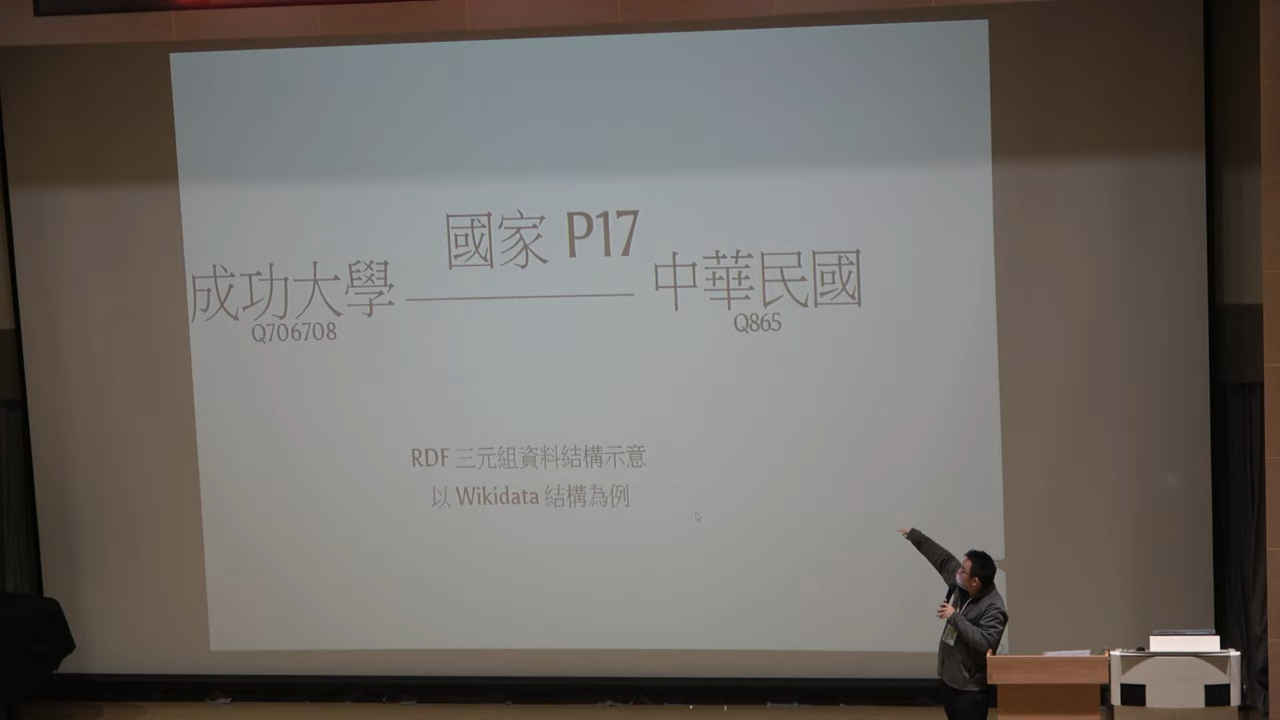 國家 P17
成功大學
中華民國
Q706708
Q865
RDF 三元組資料結構示意
以 Wikidata 結構為例